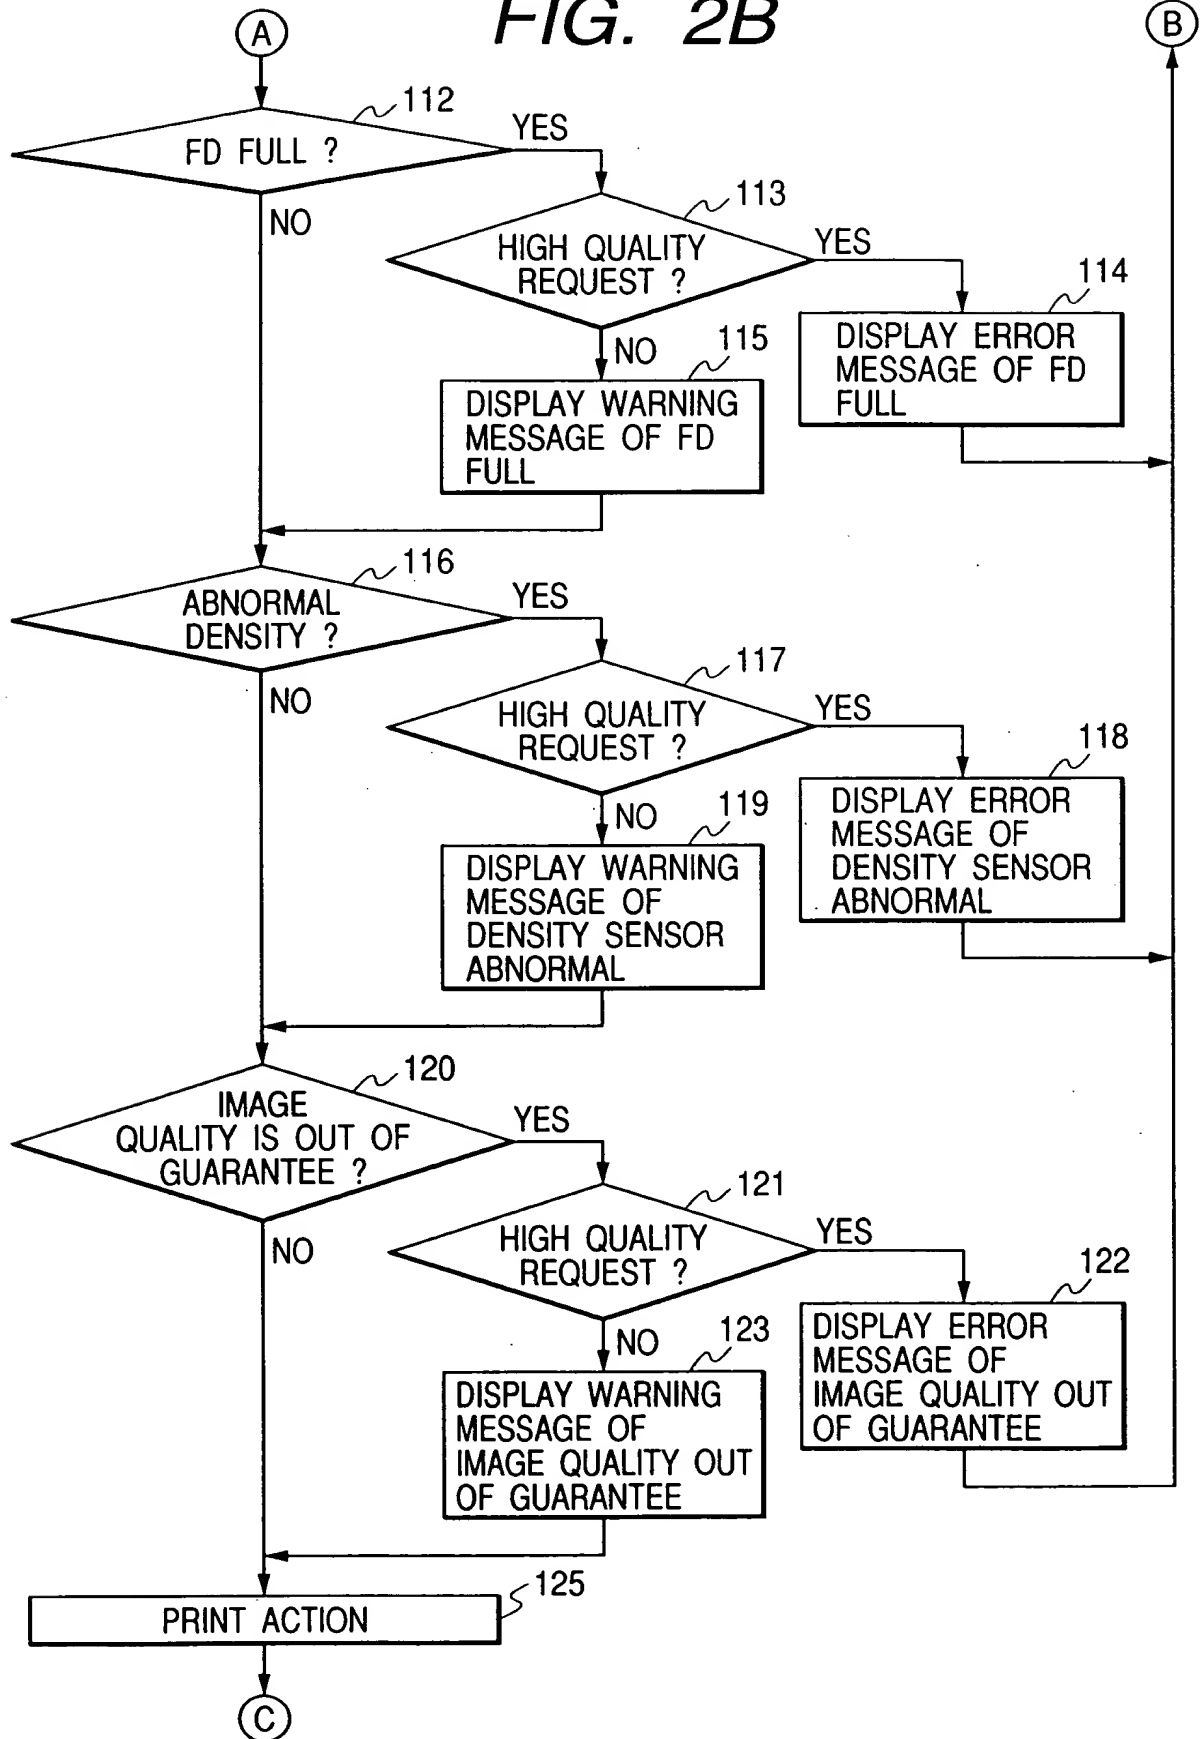 FIG. 2B
A
B
112
FD FULL ?
YES
NO
113
HIGH QUALITY
REQUEST ?
YES
NO
114
DISPLAY ERROR
MESSAGE OF FD
FULL
115
DISPLAY WARNING
MESSAGE OF FD
FULL
116
ABNORMAL
DENSITY ?
YES
NO
117
HIGH QUALITY
REQUEST ?
YES
NO
118
DISPLAY ERROR
MESSAGE OF
DENSITY SENSOR
ABNORMAL
119
DISPLAY WARNING
MESSAGE OF
DENSITY SENSOR
ABNORMAL
120
IMAGE
QUALITY IS OUT OF
GUARANTEE ?
YES
NO
121
HIGH QUALITY
REQUEST ?
YES
NO
122
DISPLAY ERROR
MESSAGE OF
IMAGE QUALITY OUT
OF GUARANTEE
123
DISPLAY WARNING
MESSAGE OF
IMAGE QUALITY OUT
OF GUARANTEE
125
PRINT ACTION
C